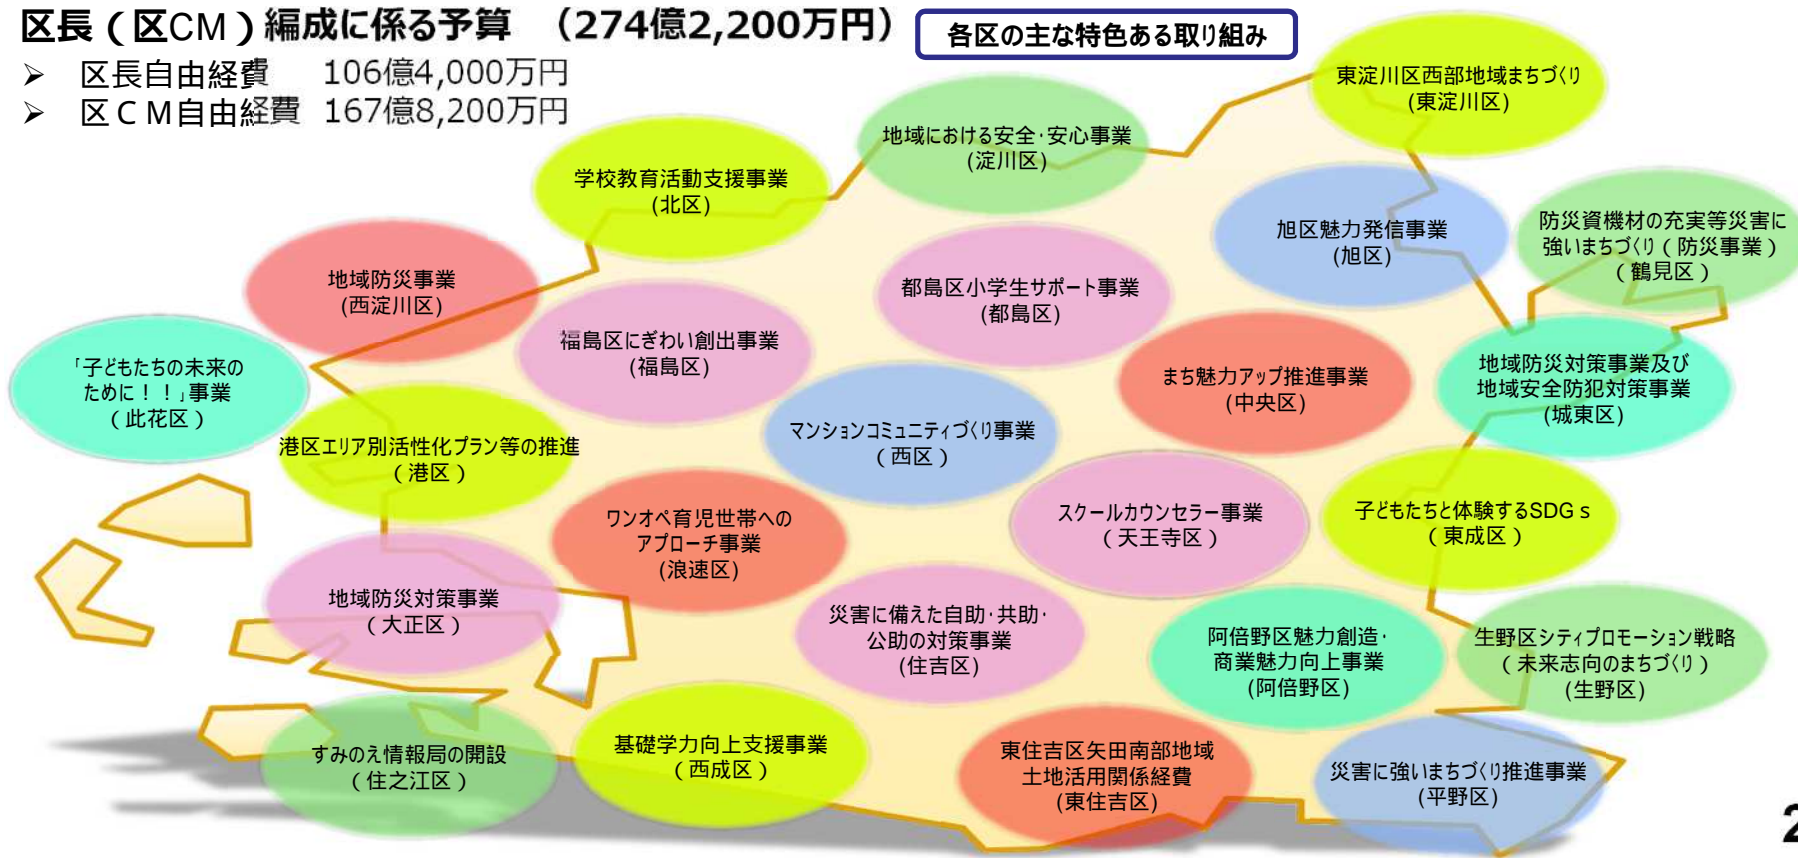 区長（区CM）編成に係る予算　（274億2,200万円）
各区の主な特色ある取り組み
➢ 区長自由経費　106億4,000万円
➢ 区ＣＭ自由経費　167億8,200万円
東淀川区西部地域まちづくり
(東淀川区)
地域における安全・安心事業
(淀川区)
学校教育活動支援事業
(北区)
旭区魅力発信事業
(旭区)
防災資機材の充実等災害に
強いまちづくり（防災事業）
（鶴見区）
地域防災事業
(西淀川区)
都島区小学生サポート事業
(都島区)
福島区にぎわい創出事業
(福島区)
「子どもたちの未来の
ために！！」事業
（此花区）
まち魅力アップ推進事業
(中央区)
地域防災対策事業及び
地域安全防犯対策事業
(城東区)
港区エリア別活性化プラン等の推進
（港区）
マンションコミュニティづくり事業
（西区）
ワンオペ育児世帯への
アプローチ事業
(浪速区)
スクールカウンセラー事業
（天王寺区）
子どもたちと体験するSDGｓ
（東成区）
地域防災対策事業
（大正区）
災害に備えた自助・共助・
公助の対策事業
(住吉区)
阿倍野区魅力創造・
商業魅力向上事業
(阿倍野区)
生野区シティプロモーション戦略
（未来志向のまちづくり）
(生野区)
すみのえ情報局の開設
（住之江区）
基礎学力向上支援事業
（西成区）
東住吉区矢田南部地域
土地活用関係経費
(東住吉区)
災害に強いまちづくり推進事業
(平野区)
2